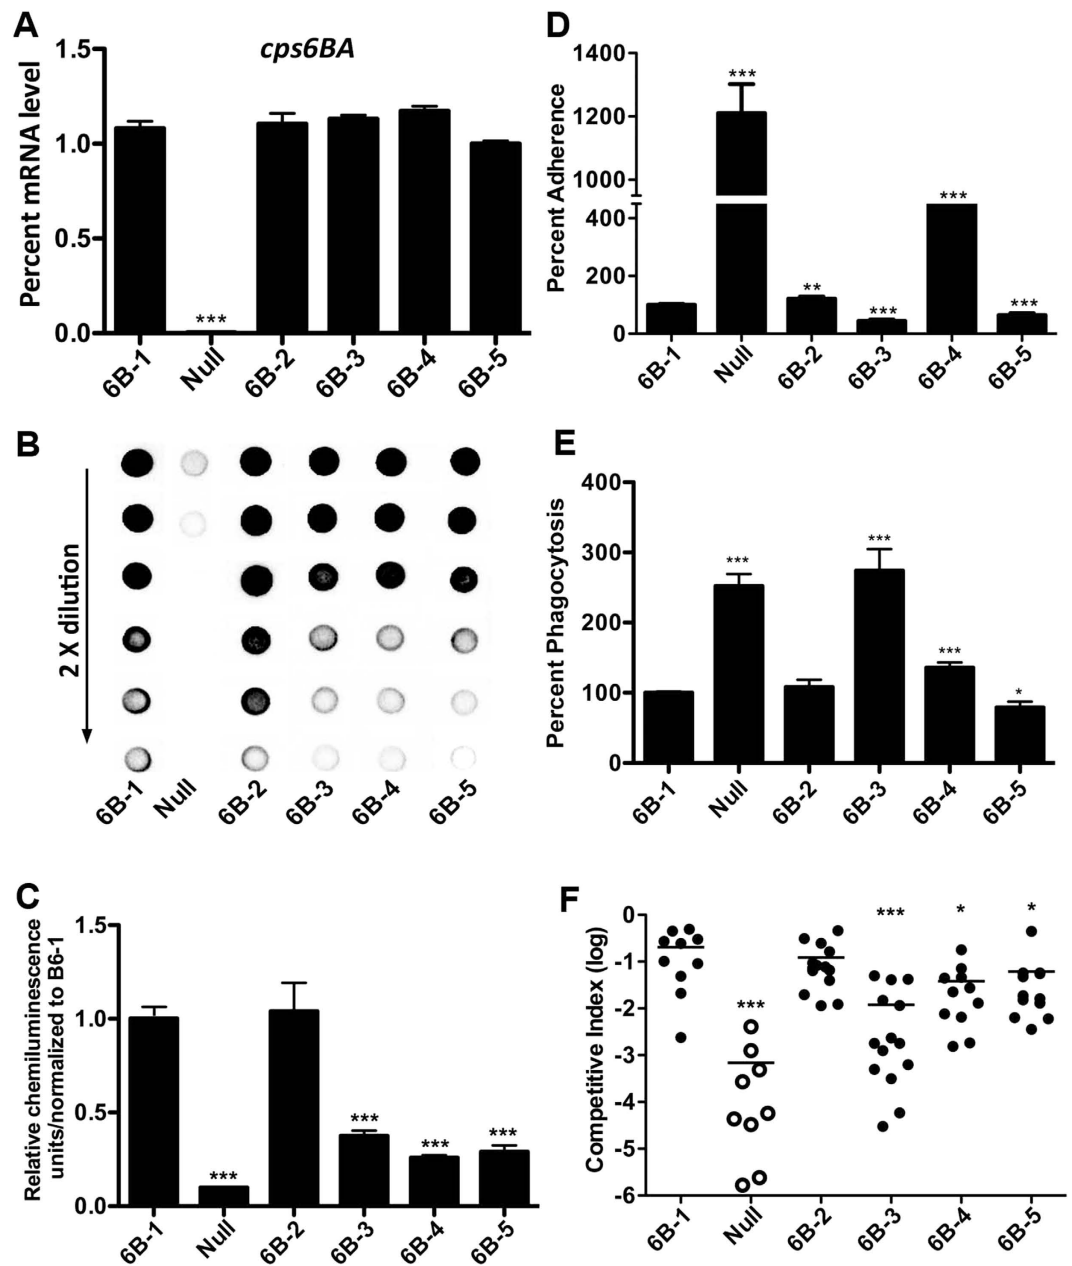 A
cps6BA
Percent mRNA level
1.5
1.0
0.5
0.0
***
6B-1
Null
6B-2
6B-3
6B-4
6B-5
D
Percent Adherence
1400
1200
1000
400
200
0
***
**
***
***
***
6B-1
Null
6B-2
6B-3
6B-4
6B-5
B
2 X dilution
6B-1
Null
6B-2
6B-3
6B-4
6B-5
E
Percent Phagocytosis
400
300
200
100
0
***
***
***
*
6B-1
Null
6B-2
6B-3
6B-4
6B-5
C
Relative chemiluminescence
units/normalized to B6-1
1.5
1.0
0.5
0.0
***
***
***
***
6B-1
Null
6B-2
6B-3
6B-4
6B-5
F
Competitive Index (log)
0
-1
-2
-3
-4
-5
-6
***
***
*
*
6B-1
Null
6B-2
6B-3
6B-4
6B-5